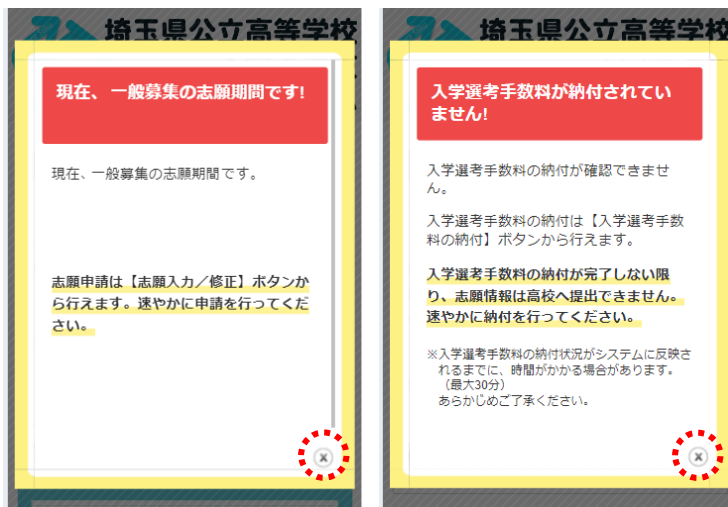 埼玉県公立高等学校
現在、一般募集の志願期間です!
現在、一般募集の志願期間です。
志願申請は【志願入力／修正】ボタンか
ら行えます。速やかに申請を行ってくだ
さい。
x
埼玉県公立高等学校
入学選考手数料が納付されてい
ません!
入学選考手数料の納付が確認できませ
ん。
入学選考手数料の納付は【入学選考手数
料の納付】ボタンから行えます。
入学選考手数料の納付が完了しない限
り、志願情報は高校へ提出できません。
速やかに納付を行ってください。
※入学選考手数料の納付状況がシステムに反映さ
れるまでに、時間がかかる場合があります。
（最大30分）
あらかじめご了承ください。
x